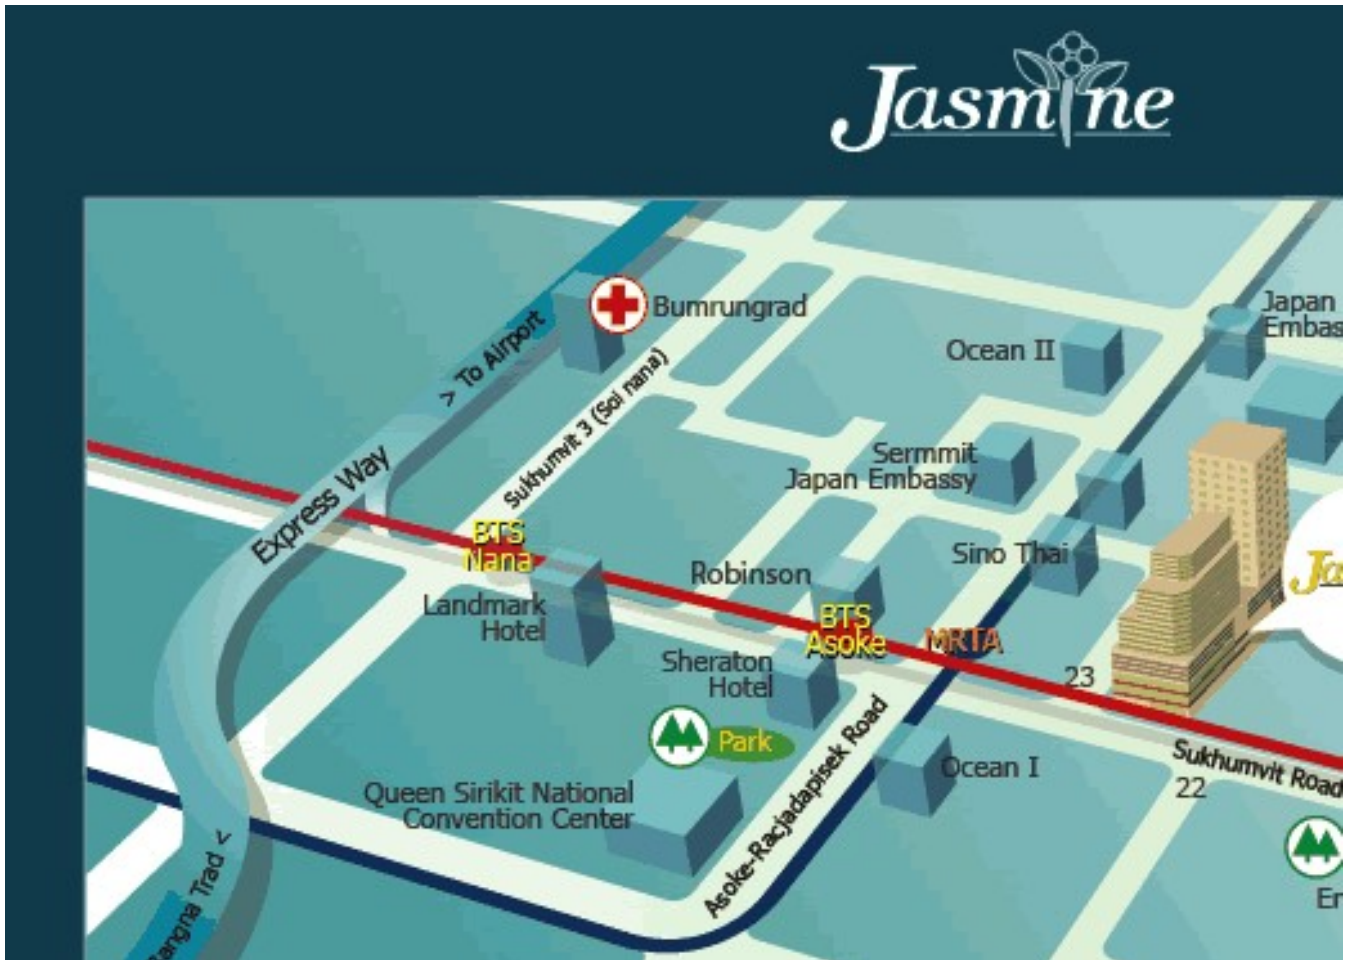 Jasmine
Bumrungrad
Japan
> To Airport
Ocean II
Sukhumvit 3 (Soi nana)
Express Way
Sermmit
Japan Embassy
BTS
Nana
Robinson
Sino Thai
Landmark
Hotel
BTS
Asoke
MRTA
Sheraton
Hotel
23
Park
Asoke-Racjadapisek Road
Sukhumvit Road
Ocean I
22
Queen Sirikit National
Convention Center
Trad <